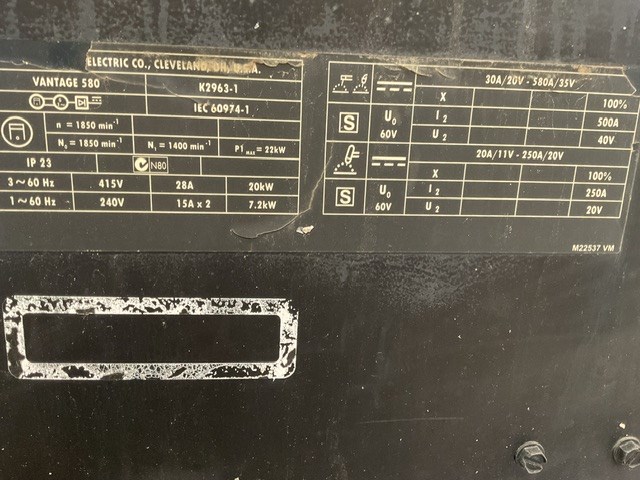 ELECTRIC CO., CLEVELAND, OH, U.S.A.
VANTAGE 580 K2963-1
IEC 60974-1
n = 1850 min-1
N0 = 1850 min-1 N1 = 1400 min-1 P1 MAX = 22kW
IP 23 N80
3~60 Hz 415V 28A 20kW
1~60 Hz 240V 15A x 2 7.2kW
30A/20V - 580A/35V
X 100%
S U0 60V I2 500A
U2 40V
20A/11V - 250A/20V
X 100%
S U0 60V I2 250A
U2 20V
M22537 VM